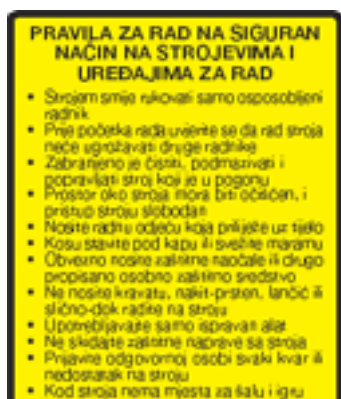 PRAVILA ZA RAD NA SIGURAN
NAČIN NA STROJEVIMA I
UREĐAJIMA ZA RAD
• Strojem smije rukovati samo osposobljeni
radnik
• Prije početka rada uvjerite se da rad stroja
neće ugrožavati druge radnike
• Zabranjeno je čistiti, podmazivati i
popravljati stroj koji je u pogonu
• Prostor oko stroja mora biti očišćen, i
pristup stroju slobodan
• Nosite radnu odjeću koja priliježe uz tijelo
• Kosu stavite pod kapu ili svežite maramu
• Obvezno nosite zaštitne naočale ili drugo
propisano osobno zaštitno sredstvo
• Ne nosite kravatu, nakit-prsten, lančić ili
slično-dok radite na stroju
• Upotrebljavajte samo ispravan alat
• Ne skidajte zaštitne naprave sa stroja
• Prijavite odgovornoj osobi svaki kvar ili
nedostatak na stroju
• Kod stroja nema mjesta za šalu i igru